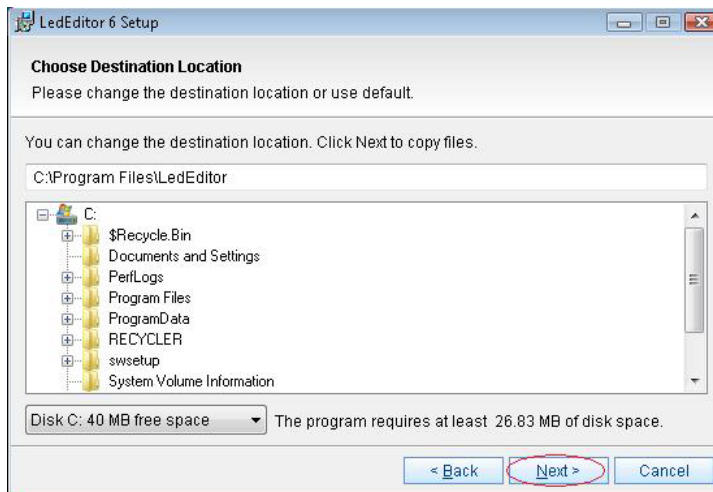 LedEditor 6 Setup
Choose Destination Location
Please change the destination location or use default.
You can change the destination location. Click Next to copy files.
C:\Program Files\LedEditor
C:
$Recycle.Bin
Documents and Settings
PerfLogs
Program Files
ProgramData
RECYCLER
swsetup
System Volume Information
Disk C: 40 MB free space The program requires at least 26.83 MB of disk space.
< Back Next > Cancel